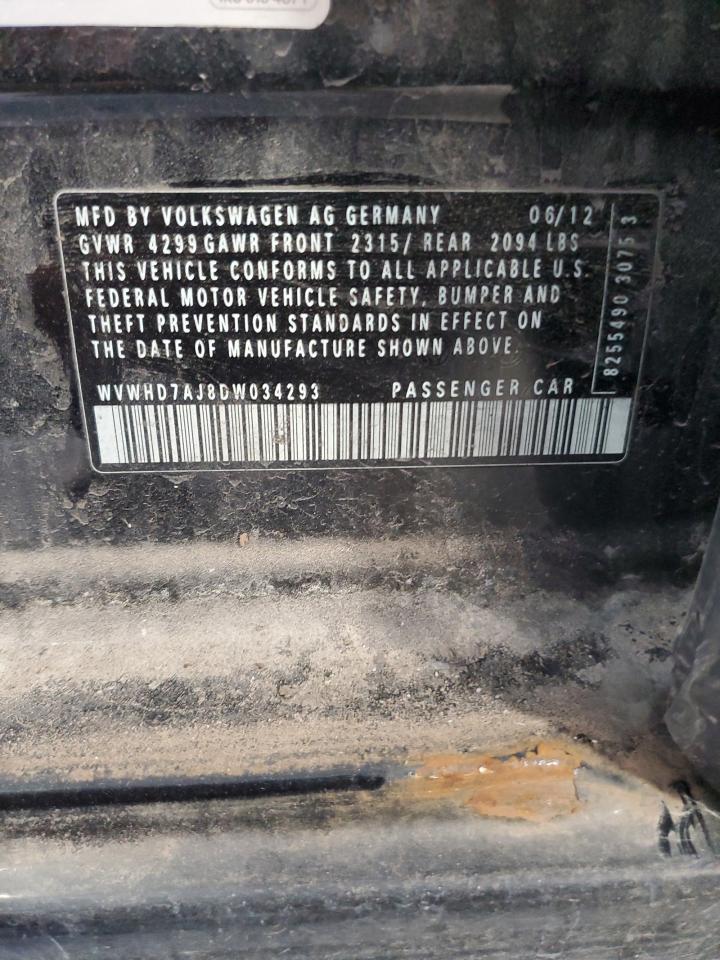 MFD BY VOLKSWAGEN AG GERMANY 06/12
GVWR 4299 GAWR FRONT 2315/ REAR 2094 LBS
THIS VEHICLE CONFORMS TO ALL APPLICABLE U.S.
FEDERAL MOTOR VEHICLE SAFETY, BUMPER AND
THEFT PREVENTION STANDARDS IN EFFECT ON
THE DATE OF MANUFACTURE SHOWN ABOVE.
WVWHD7AJ8DW034293 PASSENGER CAR
8255490 3075 3